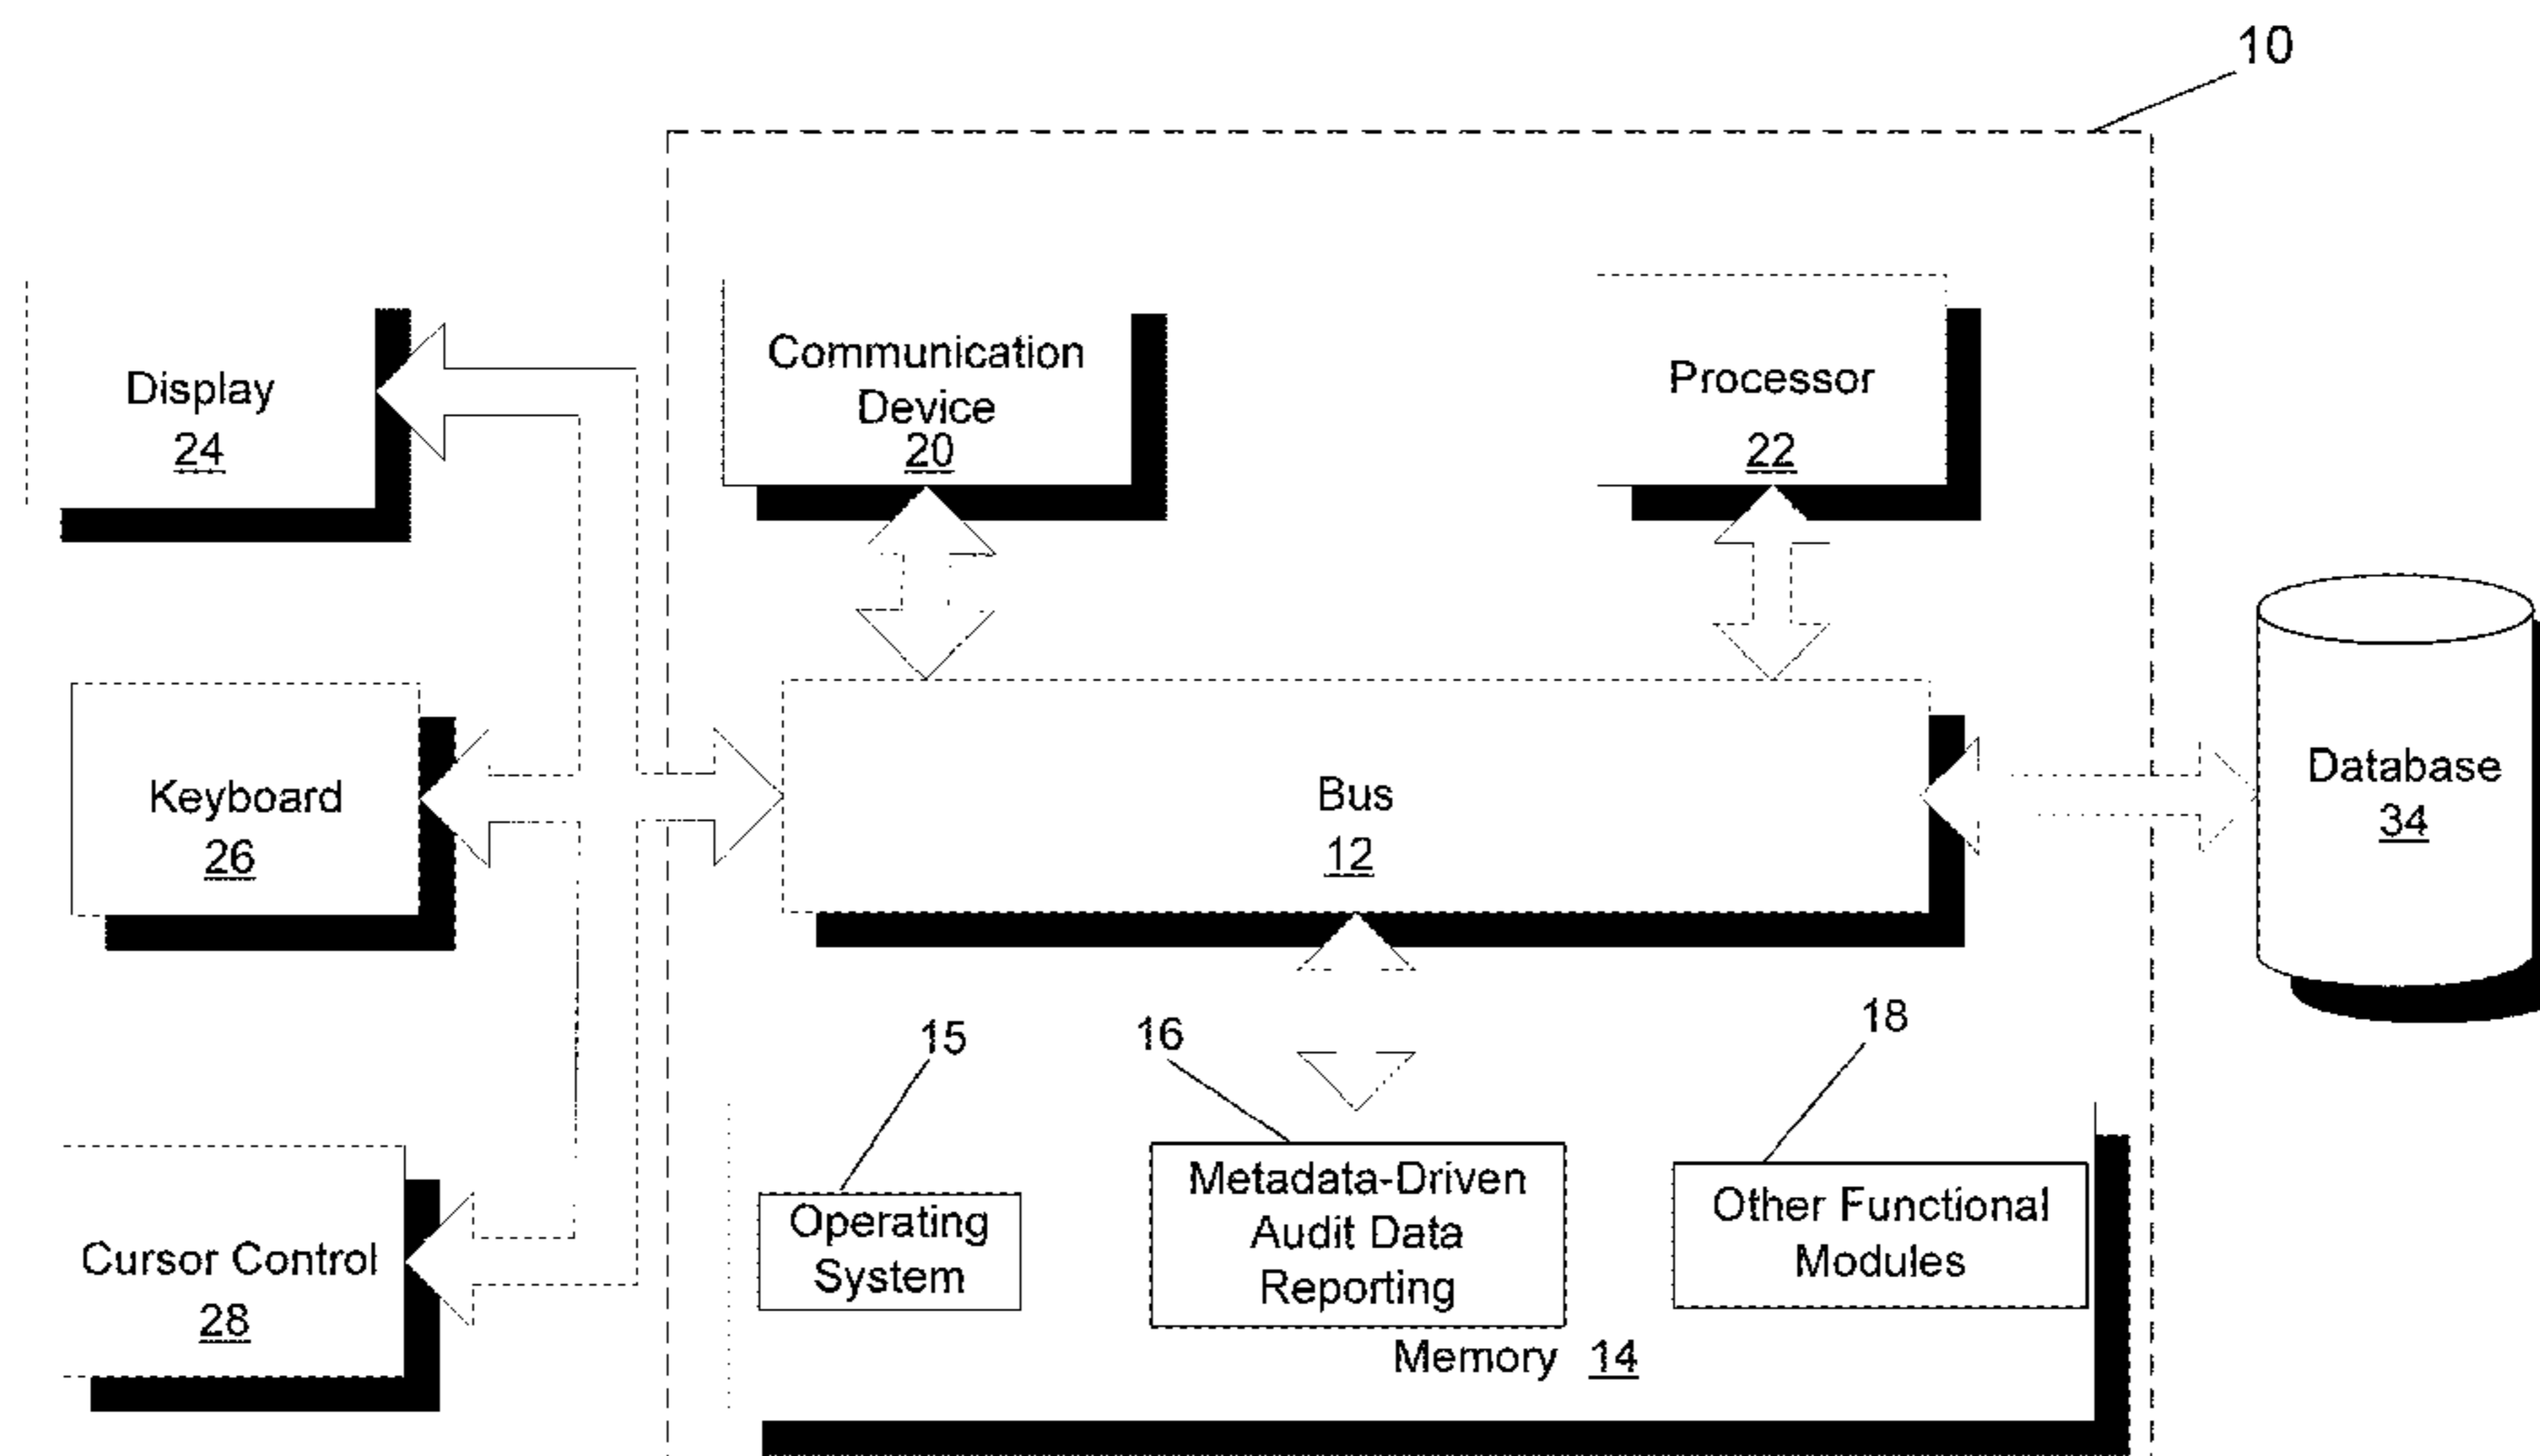 10
Display
24
Communication
Device
20
Processor
22
Keyboard
26
Bus
12
Database
34
15
16
18
Cursor Control
28
Operating
System
Metadata-Driven
Audit Data
Reporting
Other Functional
Modules
Memory 14